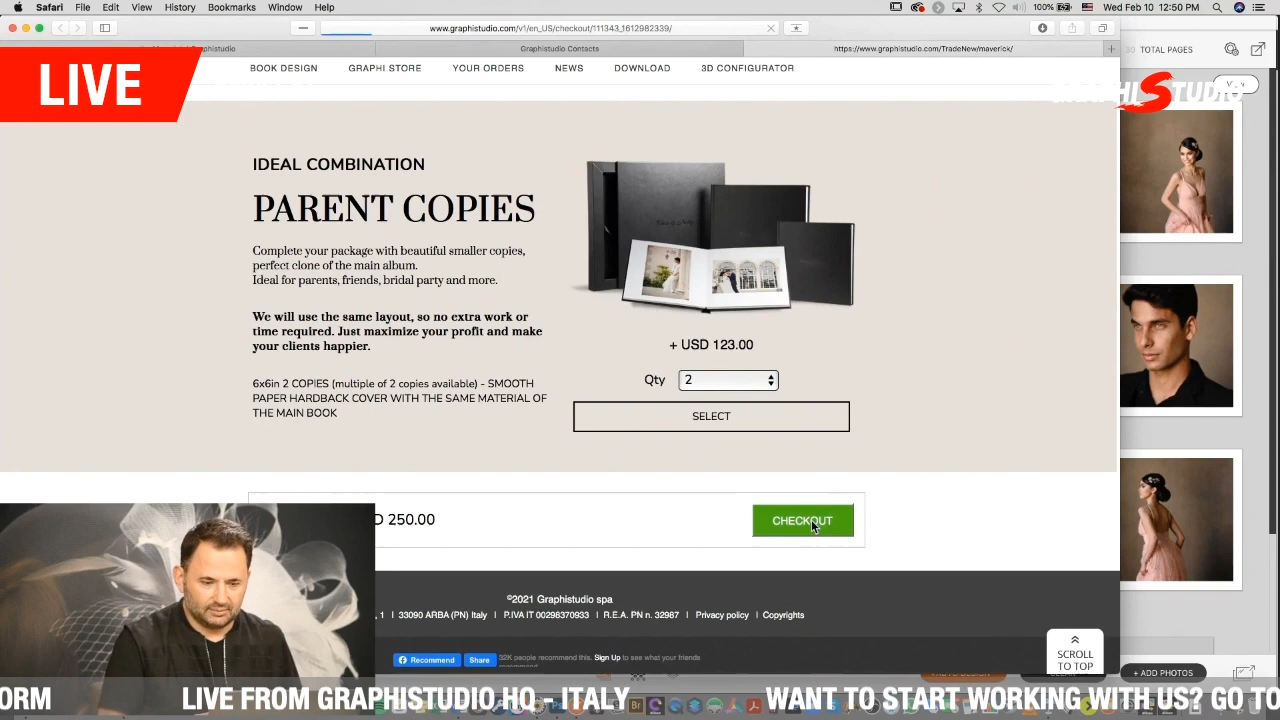 Safari File Edit View History Bookmarks Window Help
100% Wed Feb 10 12:50 PM
www.graphistudio.com/v1/en_US/checkout/111343_1612982339/
Graphistudio
Graphistudio Contacts
https://www.graphistudio.com/TradeNew/maverick/
TOTAL PAGES
LIVE
BOOK DESIGN GRAPHI STORE YOUR ORDERS NEWS DOWNLOAD 3D CONFIGURATOR
GRAPHISTUDIO
IDEAL COMBINATION
PARENT COPIES
Complete your package with beautiful smaller copies,
perfect clone of the main album.
Ideal for parents, friends, bridal party and more.
We will use the same layout, so no extra work or
time required. Just maximize your profit and make
your clients happier.
6x6in 2 COPIES (multiple of 2 copies available) - SMOOTH
PAPER HARDBACK COVER WITH THE SAME MATERIAL OF
THE MAIN BOOK
+ USD 123.00
Qty 2
SELECT
D 250.00
CHECKOUT
©2021 Graphistudio spa
, 1 I 33090 ARBA (PN) Italy I P.IVA IT 00298370933 I R.E.A. PN n. 32987 I Privacy policy I Copyrights
Recommend Share 32K people recommend this. Sign Up to see what your friends
SCROLL
TO TOP
+ ADD PHOTOS
ORM LIVE FROM GRAPHISTUDIO HQ - ITALY WANT TO START WORKING WITH US? GO TO